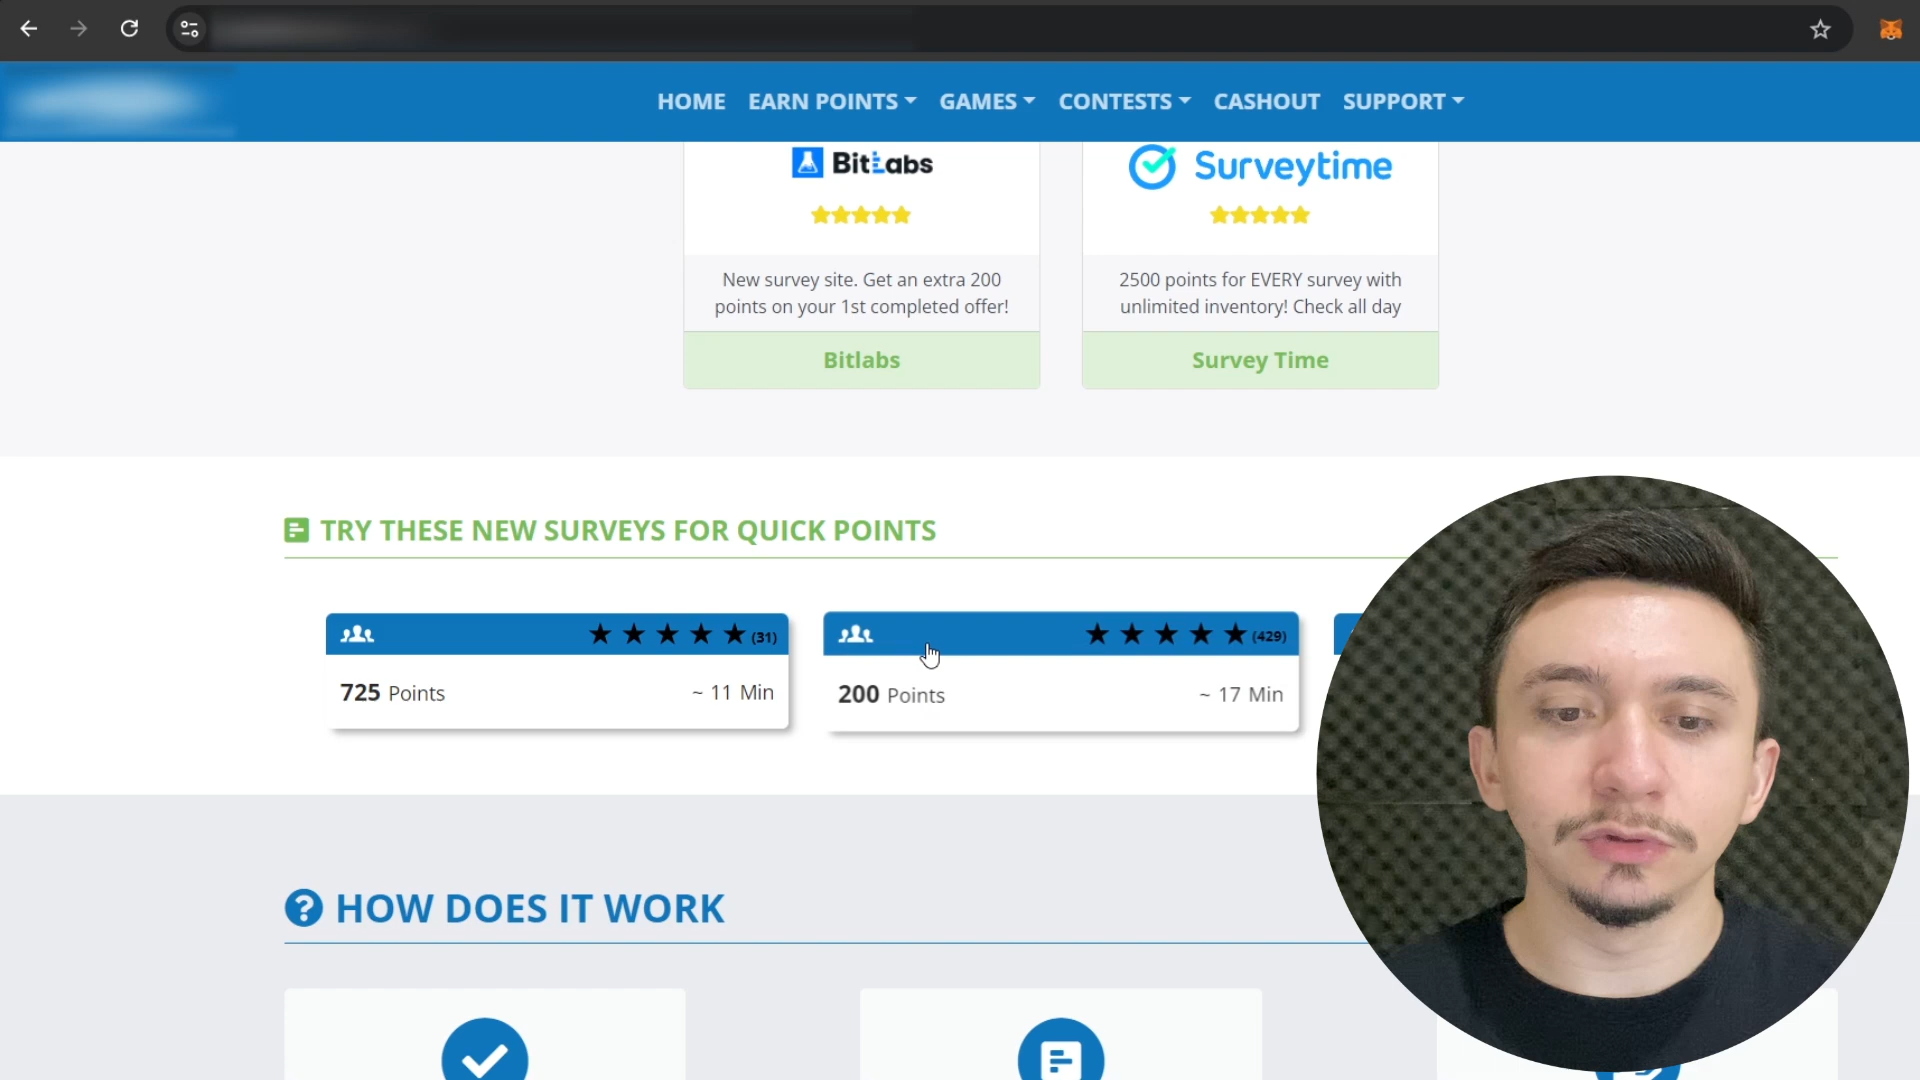 HOME EARN POINTS GAMES CONTESTS CASHOUT SUPPORT
BitLabs
Surveytime
New survey site. Get an extra 200
points on your 1st completed offer!
2500 points for EVERY survey with
unlimited inventory! Check all day
Bitlabs
Survey Time
TRY THESE NEW SURVEYS FOR QUICK POINTS
(31)
725 Points ~ 11 Min
(429)
200 Points ~ 17 Min
HOW DOES IT WORK